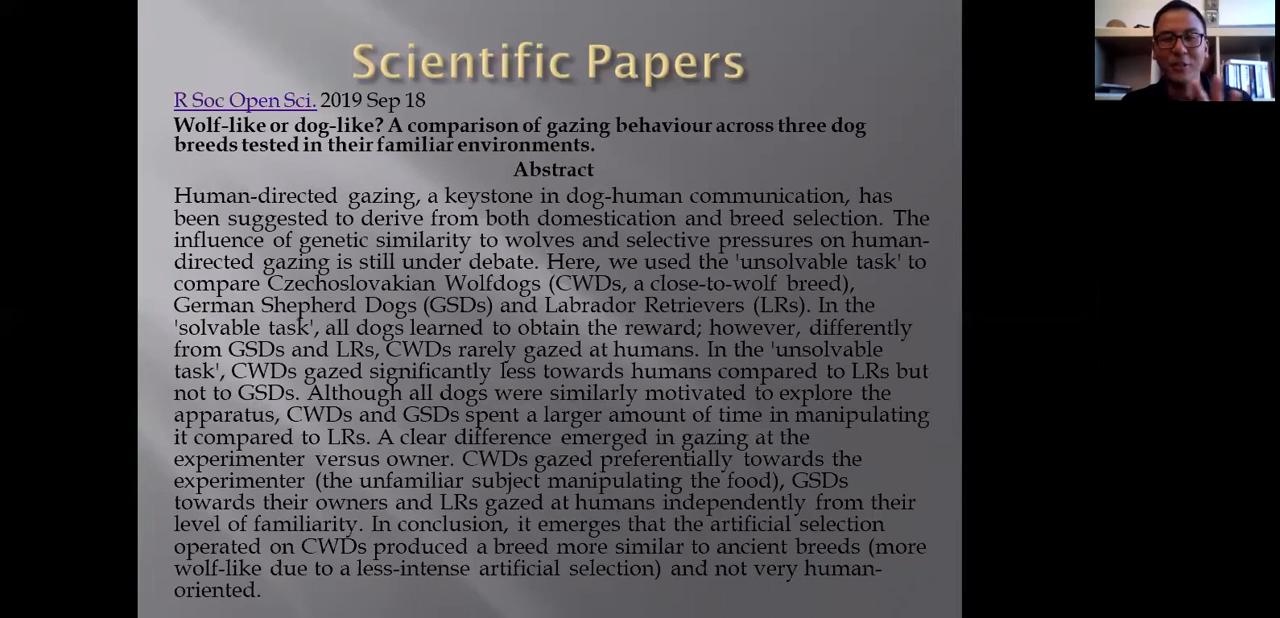 Scientific Papers
R Soc Open Sci. 2019 Sep 18
Wolf-like or dog-like? A comparison of gazing behaviour across three dog
breeds tested in their familiar environments.
Abstract
Human-directed gazing, a keystone in dog-human communication, has
been suggested to derive from both domestication and breed selection. The
influence of genetic similarity to wolves and selective pressures on human-
directed gazing is still under debate. Here, we used the 'unsolvable task' to
compare Czechoslovakian Wolfdogs (CWDs, a close-to-wolf breed),
German Shepherd Dogs (GSDs) and Labrador Retrievers (LRs). In the
'solvable task', all dogs learned to obtain the reward; however, differently
from GSDs and LRs, CWDs rarely gazed at humans. In the 'unsolvable
task', CWDs gazed significantly less towards humans compared to LRs but
not to GSDs. Although all dogs were similarly motivated to explore the
apparatus, CWDs and GSDs spent a larger amount of time in manipulating
it compared to LRs. A clear difference emerged in gazing at the
experimenter versus owner. CWDs gazed preferentially towards the
experimenter (the unfamiliar subject manipulating the food), GSDs
towards their owners and LRs gazed at humans independently from their
level of familiarity. In conclusion, it emerges that the artificial selection
operated on CWDs produced a breed more similar to ancient breeds (more
wolf-like due to a less-intense artificial selection) and not very human-
oriented.